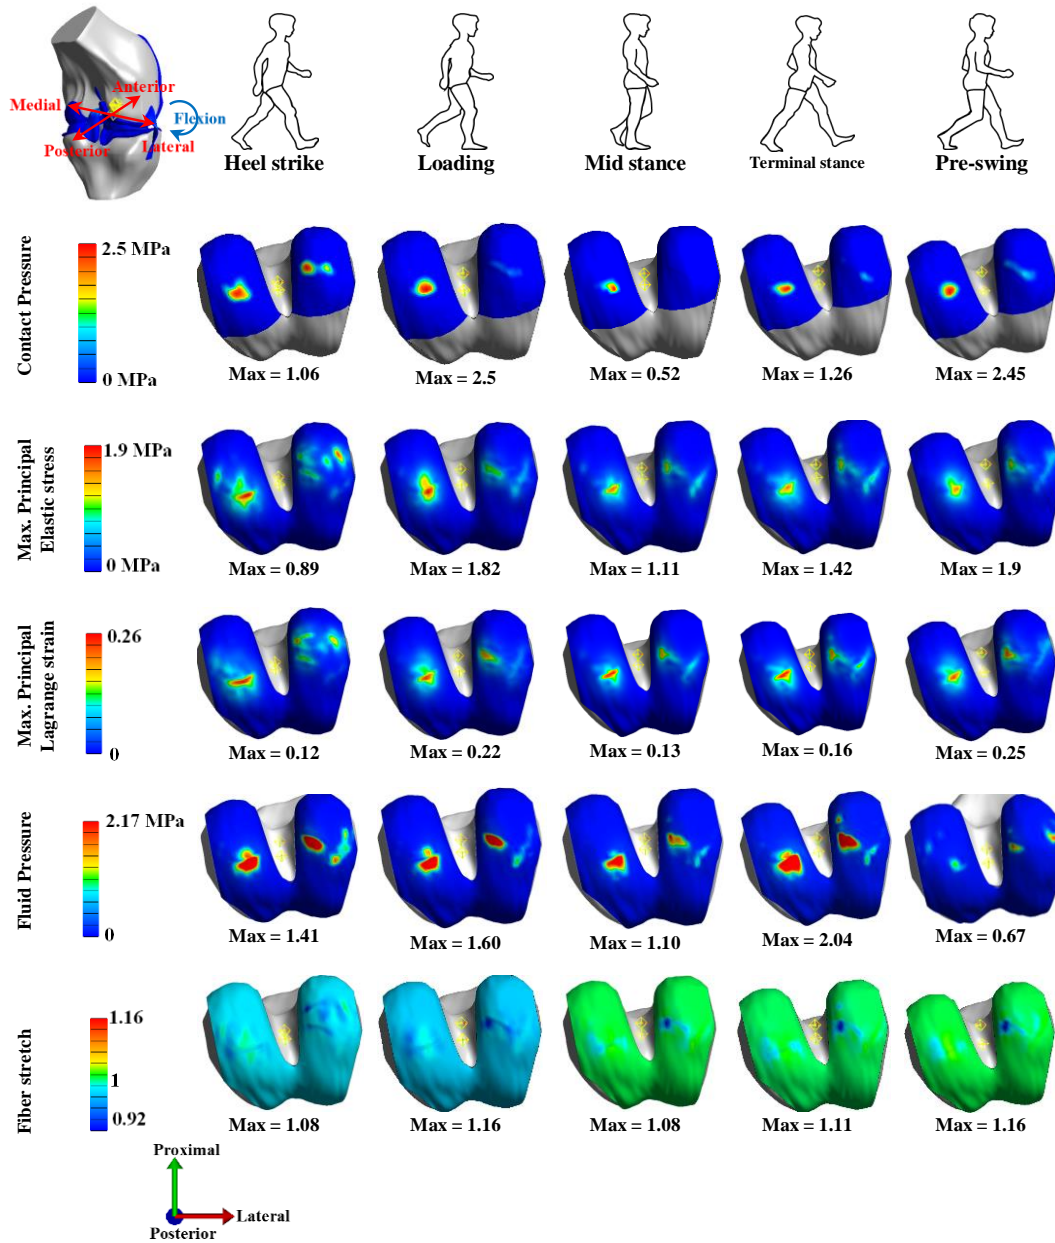 Anterior
Medial
Flexion
Posterior
Lateral
Heel strike
Loading
Mid stance
Terminal stance
Pre-swing
Contact Pressure
2.5 MPa
0 MPa
Max = 1.06
Max = 2.5
Max = 0.52
Max = 1.26
Max = 2.45
Max. Principal
Elastic stress
1.9 MPa
0 MPa
Max = 0.89
Max = 1.82
Max = 1.11
Max = 1.42
Max = 1.9
Max. Principal
Lagrange strain
0.26
0
Max = 0.12
Max = 0.22
Max = 0.13
Max = 0.16
Max = 0.25
Fluid Pressure
2.17 MPa
0
Max = 1.41
Max = 1.60
Max = 1.10
Max = 2.04
Max = 0.67
Fiber stretch
1.16
1
0.92
Max = 1.08
Max = 1.16
Max = 1.08
Max = 1.11
Max = 1.16
Proximal
Lateral
Posterior